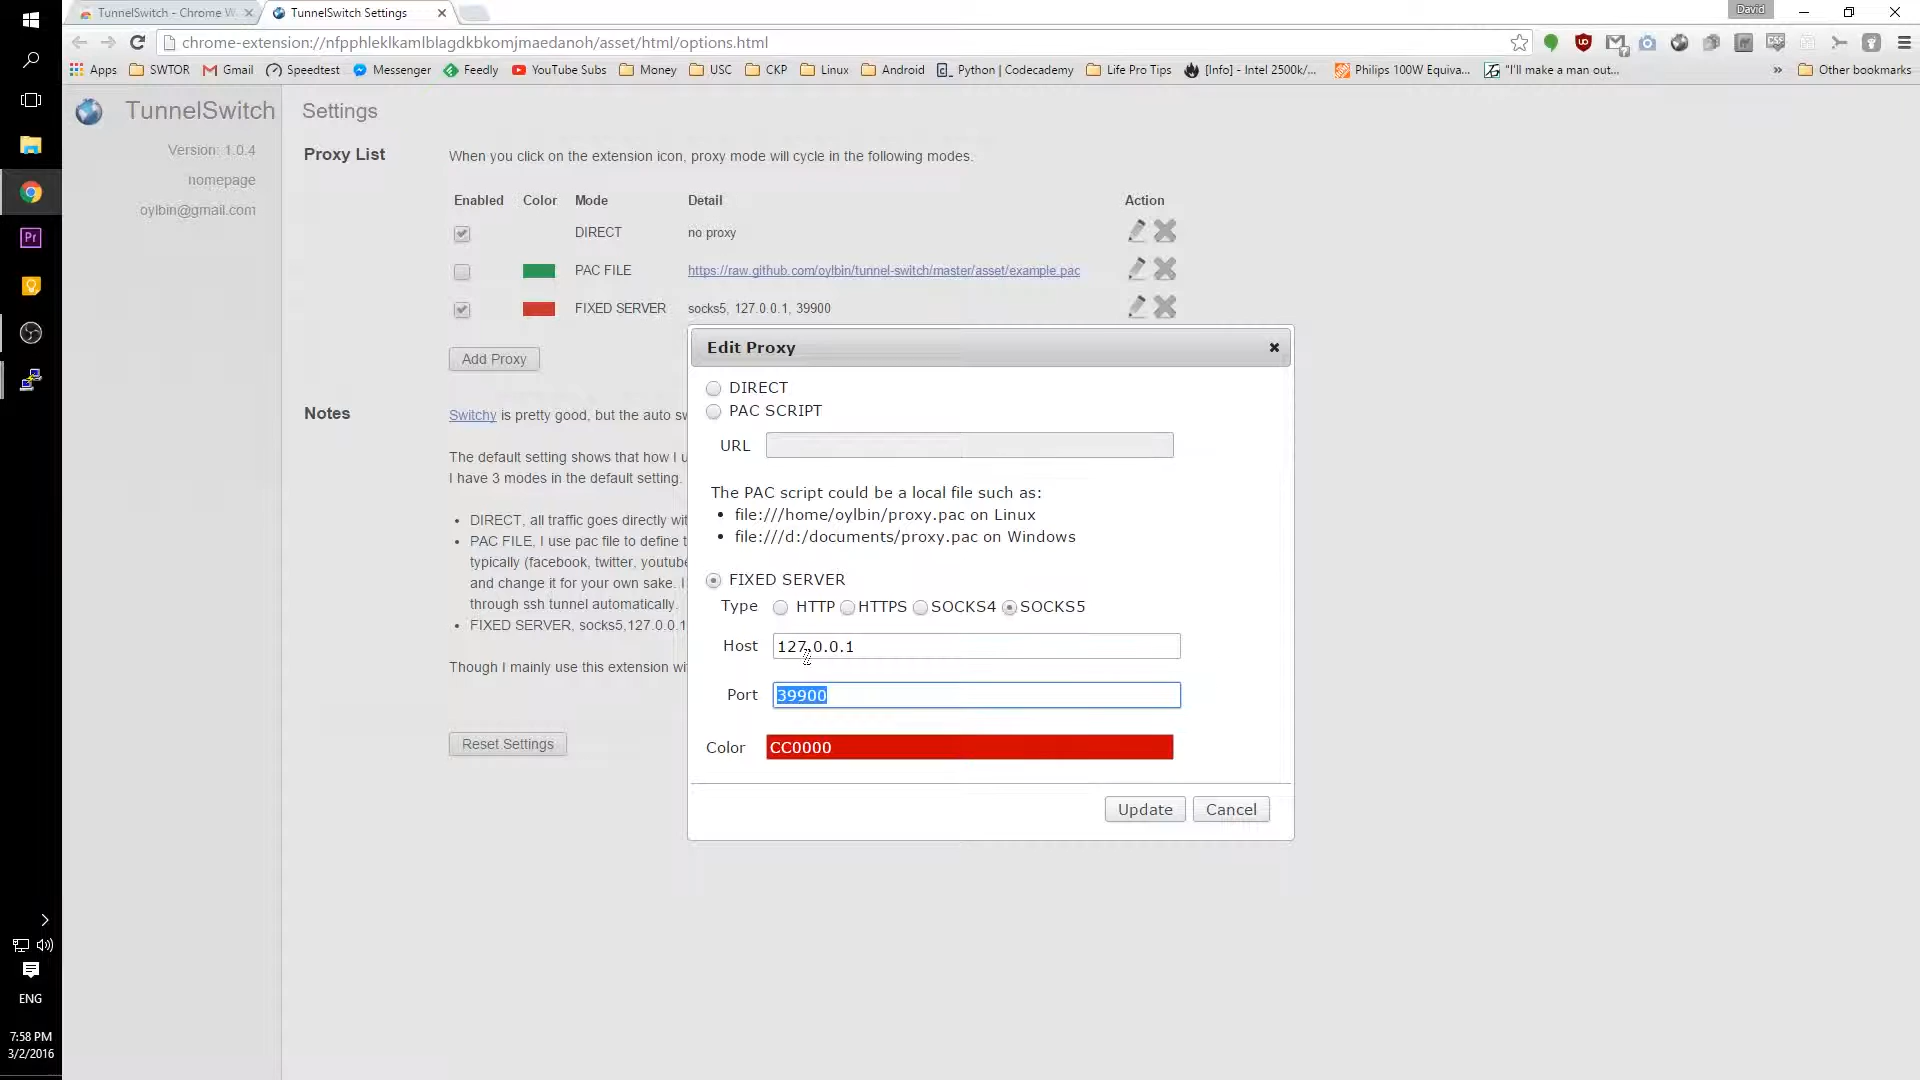 TunnelSwitch - Chrome W
TunnelSwitch Settings
David
chrome-extension://nfpphleklkamlblagdkbkomjmaedanoh/asset/html/options.html
Apps SWTOR Gmail Speedtest Messenger Feedly YouTube Subs Money USC CKP Linux Android Python | Codecademy Life Pro Tips [Info] - Intel 2500k/... Philips 100W Equiva... "I'll make a man out... » Other bookmarks
TunnelSwitch
Version: 1.0.4
homepage
oylbin@gmail.com
Settings
Proxy List
When you click on the extension icon, proxy mode will cycle in the following modes.
Enabled Color Mode Detail Action
DIRECT no proxy
PAC FILE https://raw.github.com/oylbin/tunnel-switch/master/asset/example.pac
FIXED SERVER socks5, 127.0.0.1, 39900
Add Proxy
Notes
Switchy is pretty good, but the auto sw
The default setting shows that how I u
I have 3 modes in the default setting.
• DIRECT, all traffic goes directly wit
• PAC FILE, I use pac file to define t
typically (facebook, twitter, youtube
and change it for your own sake. I
through ssh tunnel automatically.
• FIXED SERVER, socks5,127.0.0.1
Though I mainly use this extension wi
Reset Settings
Edit Proxy
DIRECT
PAC SCRIPT
URL
The PAC script could be a local file such as:
• file:///home/oylbin/proxy.pac on Linux
• file:///d:/documents/proxy.pac on Windows
FIXED SERVER
Type HTTP HTTPS SOCKS4 SOCKS5
Host 127.0.0.1
Port 39900
Color CC0000
Update Cancel
Pr
ENG
7:58 PM
3/2/2016